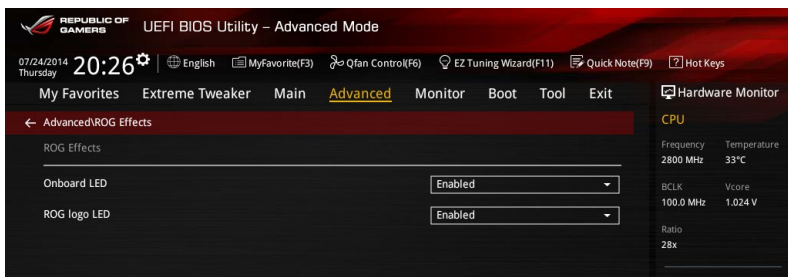 REPUBLIC OF
GAMERS
UEFI BIOS Utility – Advanced Mode
07/24/2014
Thursday
20:26
English
MyFavorite(F3)
Qfan Control(F6)
EZ Tuning Wizard(F11)
Quick Note(F9)
? Hot Keys
My Favorites Extreme Tweaker Main Advanced Monitor Boot Tool Exit
Hardware Monitor
← Advanced\ROG Effects
ROG Effects
Onboard LED Enabled
ROG logo LED Enabled
CPU
Frequency Temperature
2800 MHz 33°C
BCLK Vcore
100.0 MHz 1.024 V
Ratio
28x